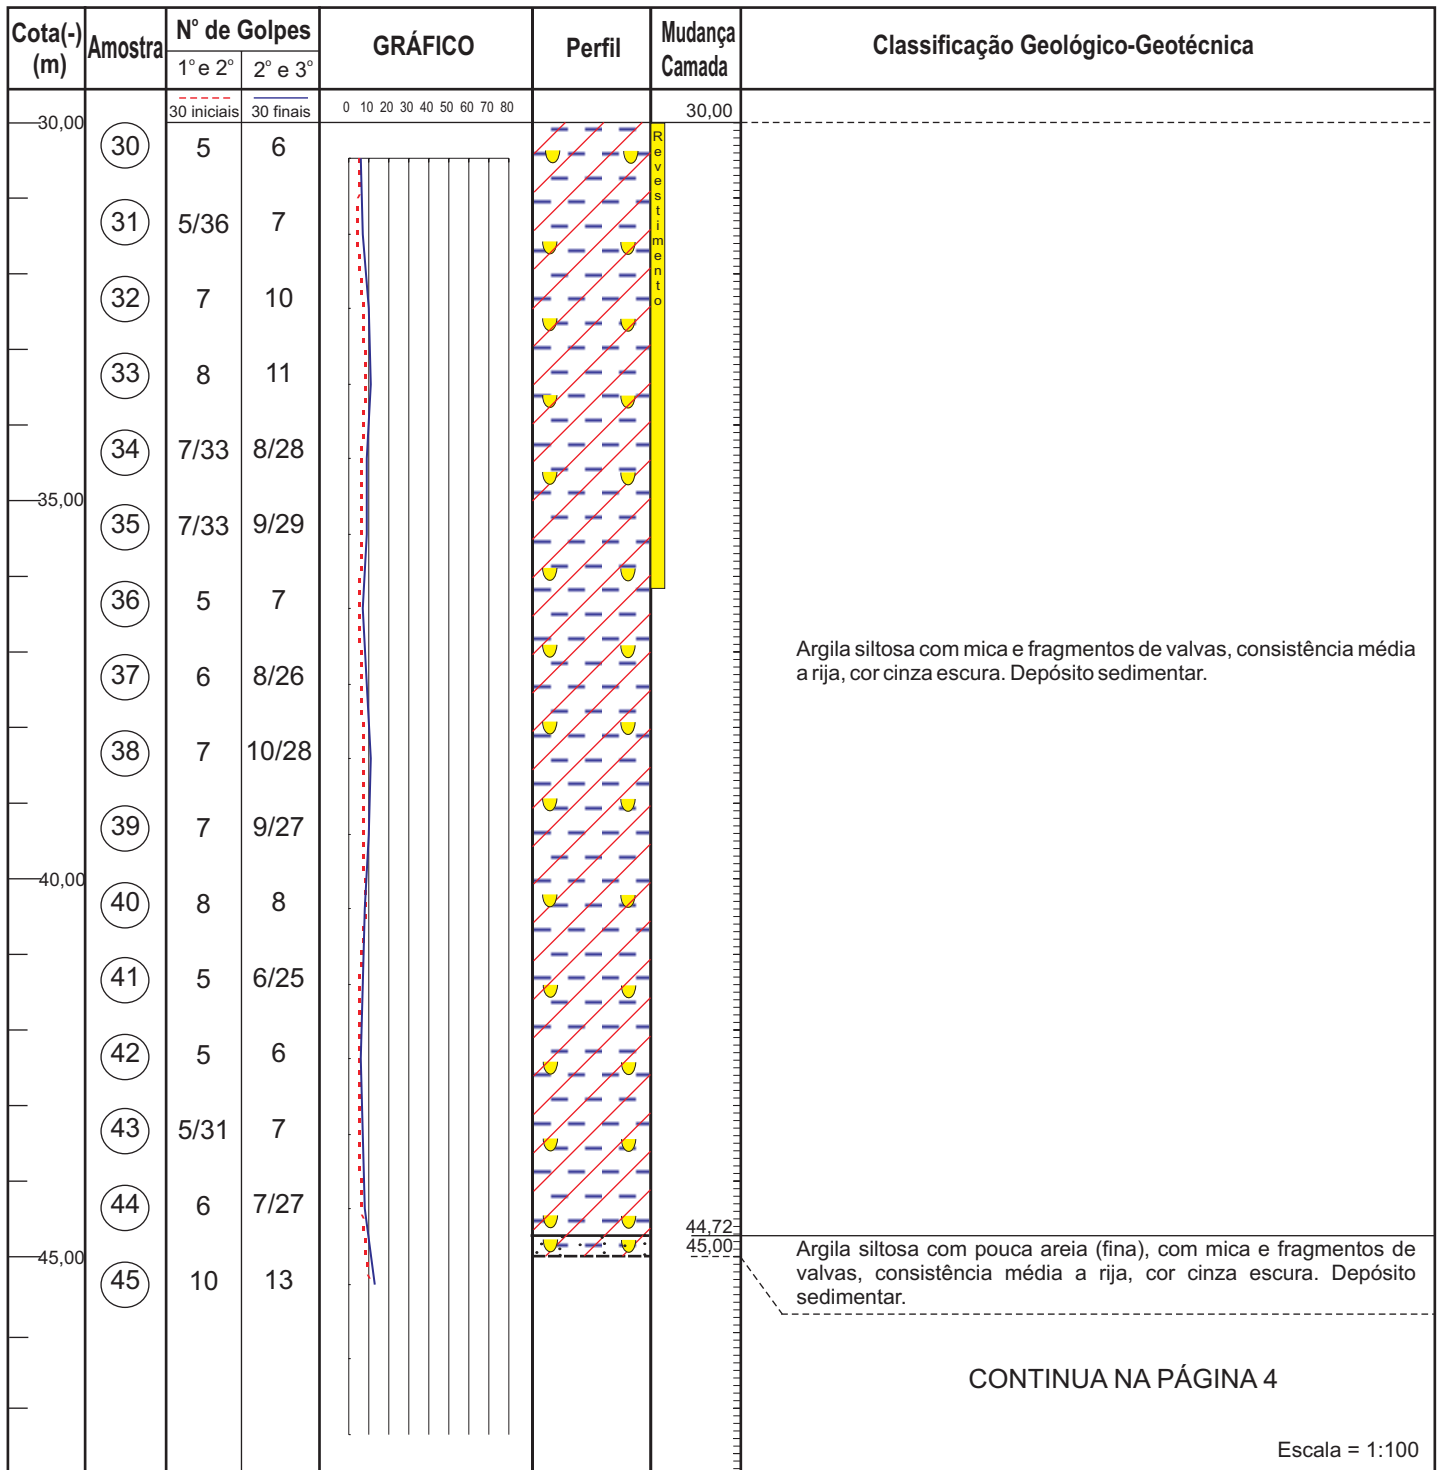 Cota(-) (m) Amostra N° de Golpes GRÁFICO Perfil Mudança Camada Classificação Geológico-Geotécnica
1° e 2° 2° e 3°
30 iniciais 30 finais 0 10 20 30 40 50 60 70 80 30,00
30,00
30 5 6
Revestimento
31 5/36 7
32 7 10
33 8 11
34 7/33 8/28
35,00
35 7/33 9/29
36 5 7
Argila siltosa com mica e fragmentos de valvas, consistência média
a rija, cor cinza escura. Depósito sedimentar.
37 6 8/26
38 7 10/28
39 7 9/27
40,00
40 8 8
41 5 6/25
42 5 6
43 5/31 7
44 6 7/27
44,72
45,00 45,00
Argila siltosa com pouca areia (fina), com mica e fragmentos de
valvas, consistência média a rija, cor cinza escura. Depósito
sedimentar.
45 10 13
CONTINUA NA PÁGINA 4
Escala = 1:100